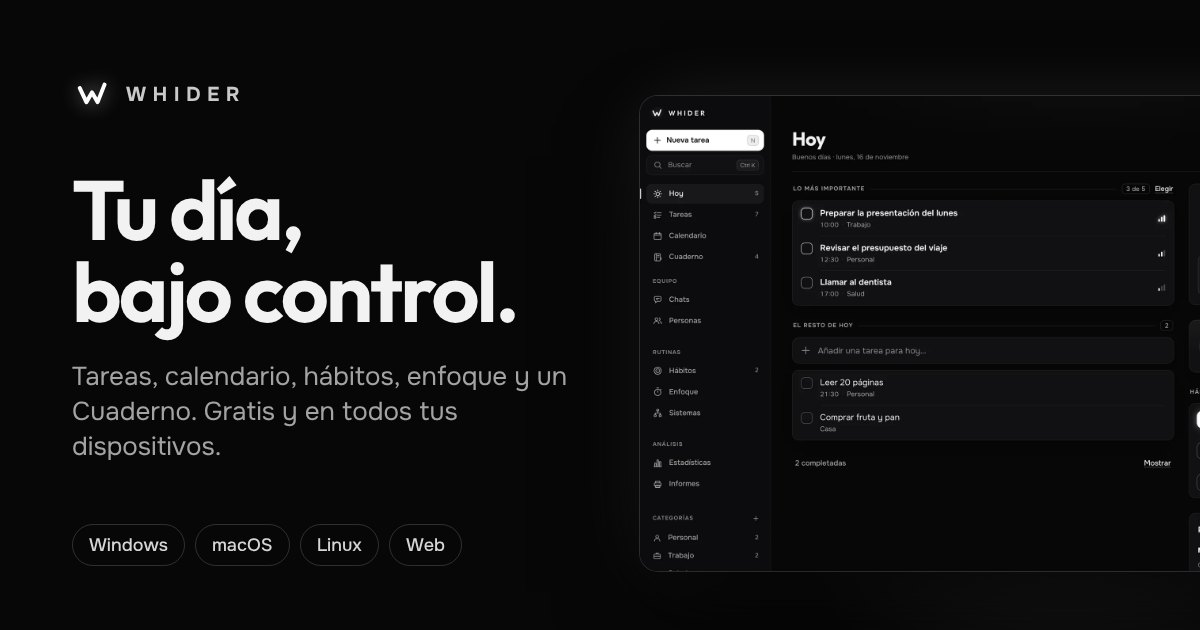 WHIDER
Tu día,
bajo control.
Tareas, calendario, hábitos, enfoque y un
Cuaderno. Gratis y en todos tus
dispositivos.
Windows
macOS
Linux
Web
WHIDER
Nueva tarea N
Buscar Ctrl K
Hoy 5
Tareas 7
Calendario
Cuaderno 4
EQUIPO
Chats
Personas
RUTINAS
Hábitos 2
Enfoque
Sistemas
ANÁLISIS
Estadísticas
Informes
CATEGORÍAS +
Personal 2
Trabajo 2
Hoy
Buenos días · lunes, 16 de noviembre
LO MÁS IMPORTANTE 3 de 5 Elegir
Preparar la presentación del lunes
10:00 · Trabajo
Revisar el presupuesto del viaje
12:30 · Personal
Llamar al dentista
17:00 · Salud
EL RESTO DE HOY 2
+ Añadir una tarea para hoy...
Leer 20 páginas
21:30 · Personal
Comprar fruta y pan
Casa
2 completadas Mostrar